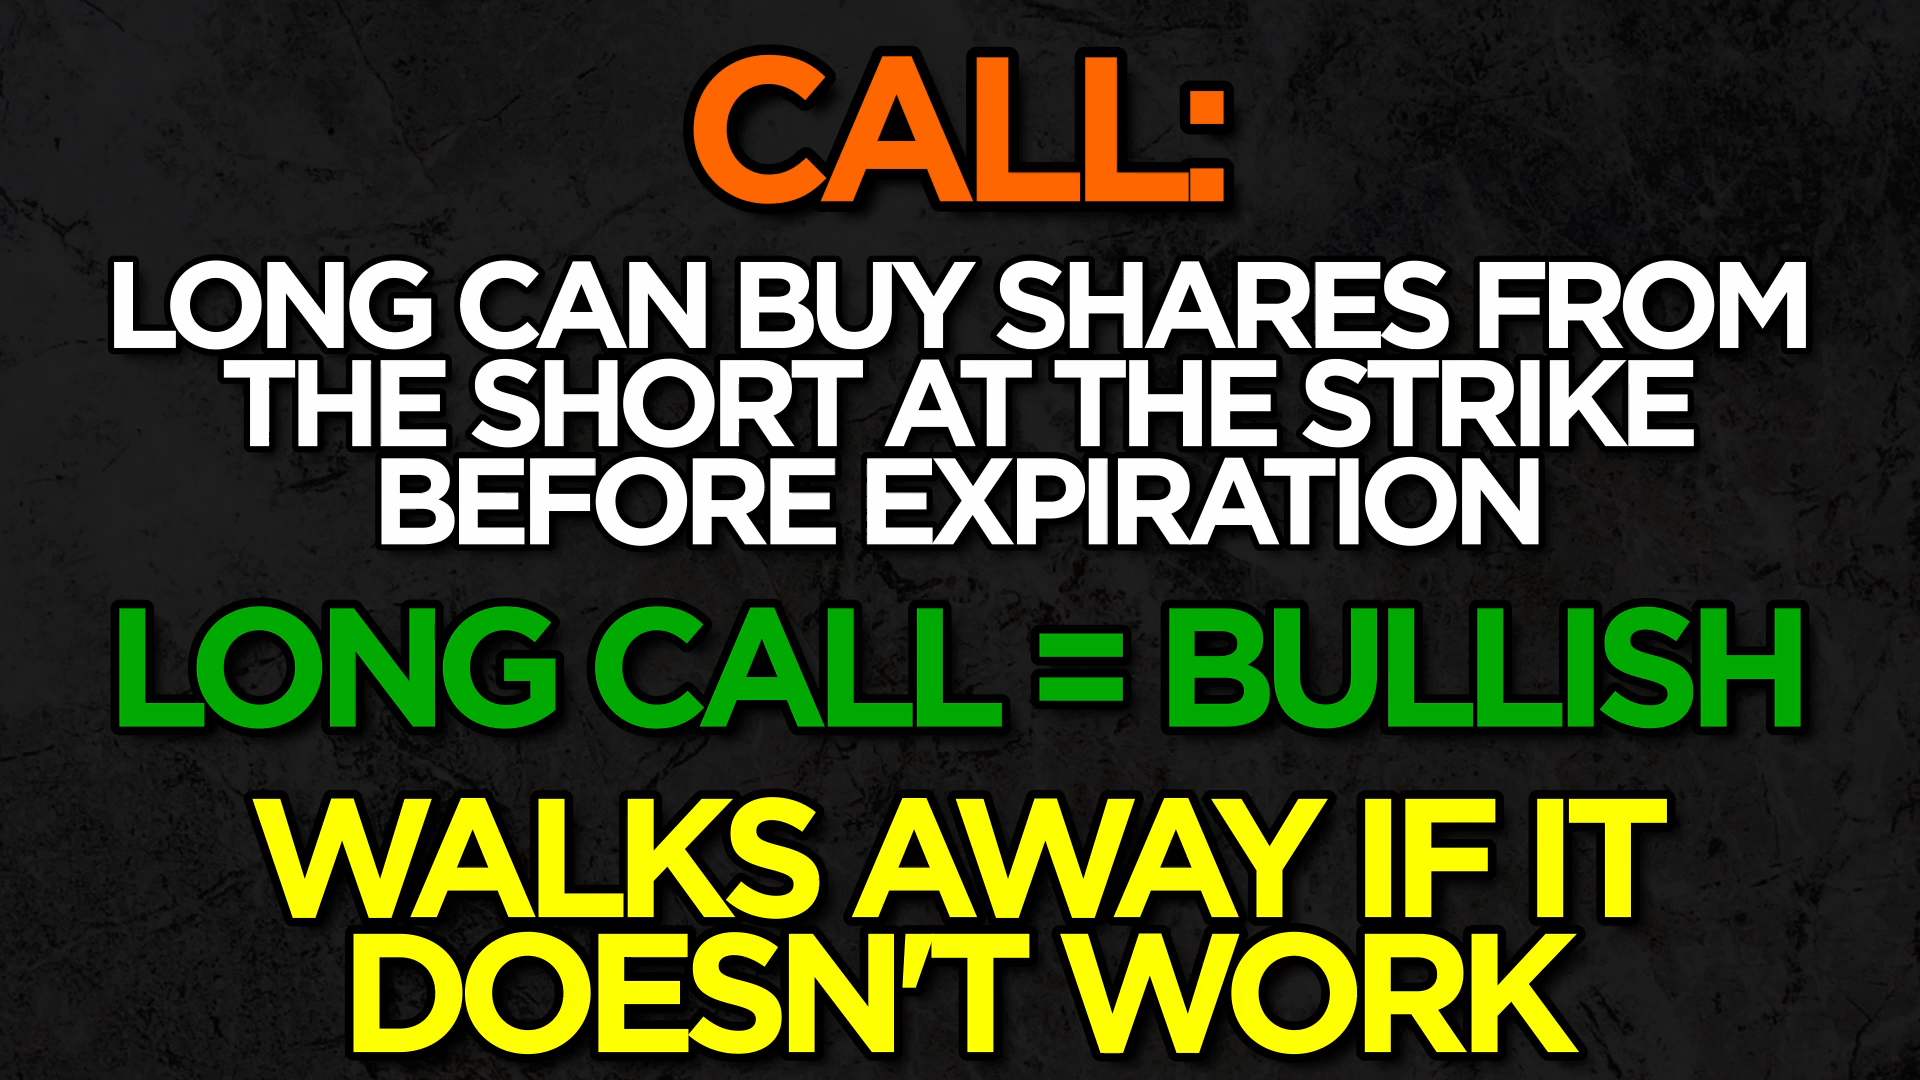 CALL:
LONG CAN BUY SHARES FROM
THE SHORT AT THE STRIKE
BEFORE EXPIRATION
LONG CALL = BULLISH
WALKS AWAY IF IT
DOESN'T WORK